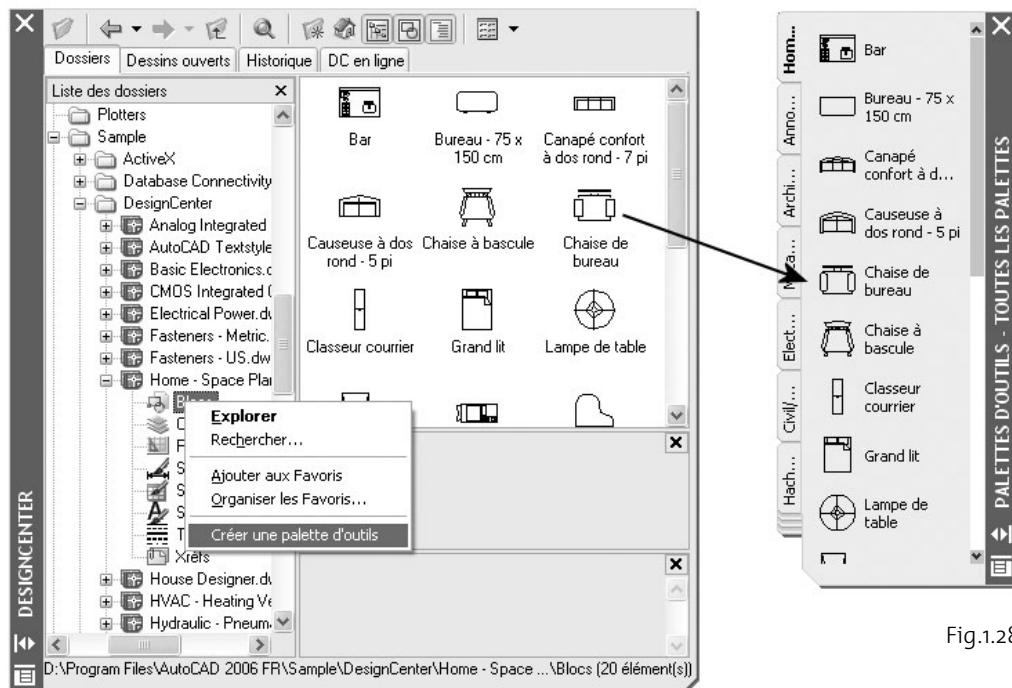 Dossiers Dessins ouverts Historique DC en ligne
Liste des dossiers
Plotters
Sample
ActiveX
Database Connectivity
DesignCenter
Analog Integrated
AutoCAD Textstyle
Basic Electronics.c
CMOS Integrated (
Electrical Power.d
Fasteners - Metric.
Fasteners - US.dw
Home - Space Plar
Blocs
Explorer
Rechercher...
Ajouter aux Favoris
Organiser les Favoris...
Créer une palette d'outils
Xréfs
House Designer.d
HVAC - Heating Ve
Hydraulic - Pneum.
Bar
Bureau - 75 x
150 cm
Canapé confort
à dos rond - 7 pi
Causeuse à dos
rond - 5 pi
Chaise à bascule
Chaise de
bureau
Classeur courrier
Grand lit
Lampe de table
D:\Program Files\AutoCAD 2006 FR\Sample\DesignCenter\Home - Space ...\Blocs (20 élément(s))
DESIGNCENTER
Hom...
Anno...
Archi...
Elect...
Civil/...
Hach...
Bar
Bureau - 75 x
150 cm
Canapé
confort à d...
Causeuse à
dos rond - 5 pi
Chaise de
bureau
Chaise à
bascule
Classeur
courrier
Grand lit
Lampe de
table
PALETTES D'OUTILS - TOUTES LES PALETTES
Fig.1.28